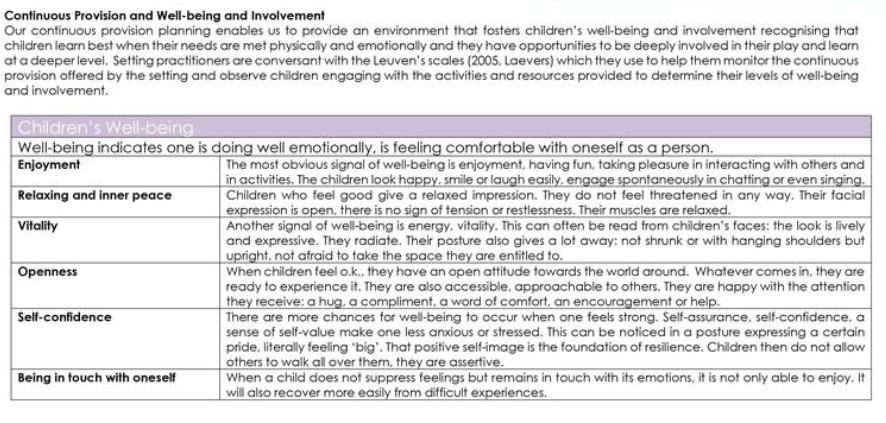 Continuous Provision and Well-being and Involvement
Our continuous provision planning enables us to provide an environment that fosters children's well-being and involvement recognising that
children learn best when their needs are met physically and emotionally and they have opportunities to be deeply involved in their play and learn
at a deeper level. Setting practitioners are conversant with the Leuven's scales (2005, Laevers) which they use to help them monitor the continuous
provision offered by the setting and observe children engaging with the activities and resources provided to determine their levels of well-being
and involvement.
Children's Well-being
Well-being indicates one is doing well emotionally, is feeling comfortable with oneself as a person.
Enjoyment
The most obvious signal of well-being is enjoyment, having fun, taking pleasure in interacting with others and
in activities. The children look happy, smile or laugh easily, engage spontaneously in chatting or even singing.
Relaxing and inner peace
Children who feel good give a relaxed impression. They do not feel threatened in any way. Their facial
expression is open, there is no sign of tension or restlessness. Their muscles are relaxed.
Vitality
Another signal of well-being is energy, vitality. This can often be read from children's faces: the look is lively
and expressive. They radiate. Their posture also gives a lot away: not shrunk or with hanging shoulders but
upright, not afraid to take the space they are entitled to.
Openness
When children feel o.k., they have an open attitude towards the world around. Whatever comes in, they are
ready to experience it. They are also accessible, approachable to others. They are happy with the attention
they receive: a hug, a compliment, a word of comfort, an encouragement or help.
Self-confidence
There are more chances for well-being to occur when one feels strong. Self-assurance, self-confidence, a
sense of self-value make one less anxious or stressed. This can be noticed in a posture expressing a certain
pride, literally feeling 'big'. That positive self-image is the foundation of resilience. Children then do not allow
others to walk all over them, they are assertive.
Being in touch with oneself
When a child does not suppress feelings but remains in touch with its emotions, it is not only able to enjoy. It
will also recover more easily from difficult experiences.